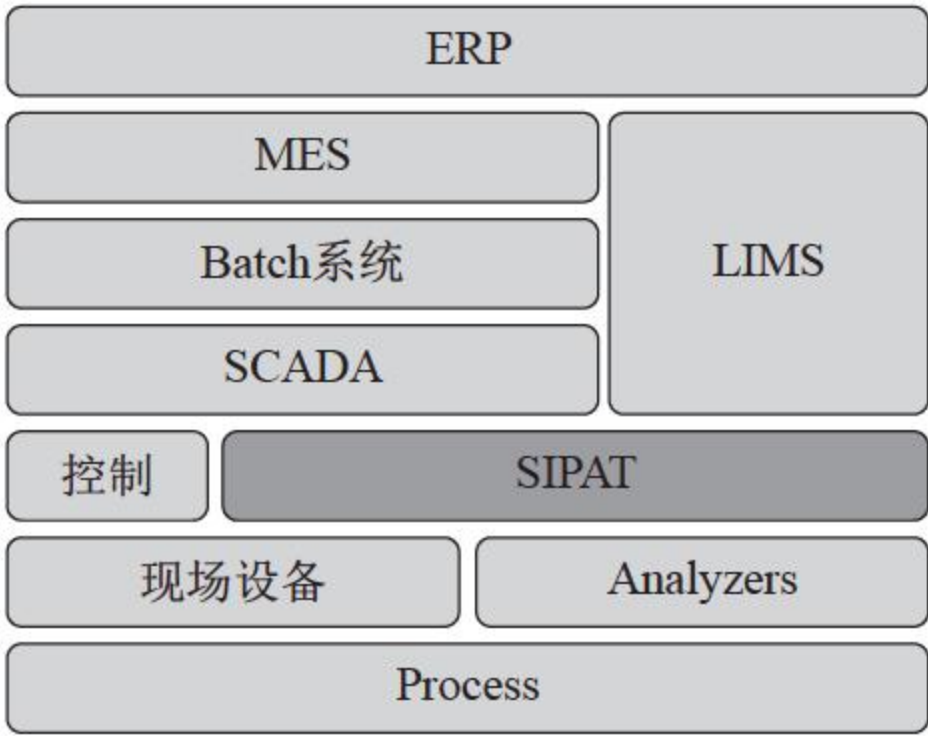 ERP
MES
LIMS
Batch系统
SCADA
控制
SIPAT
现场设备
Analyzers
Process